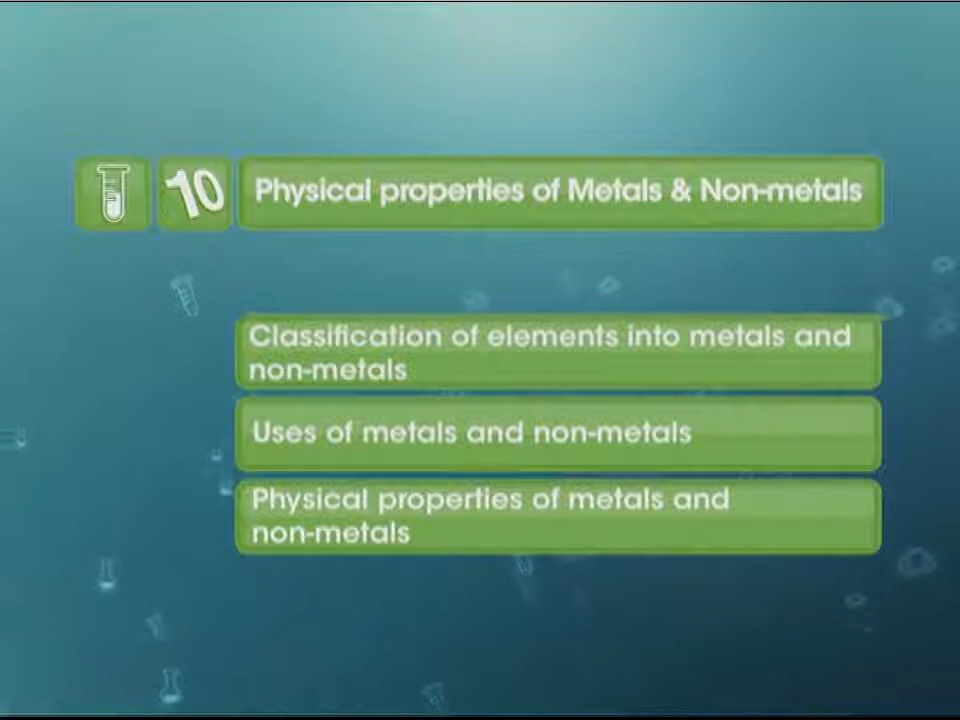 10
Physical properties of Metals & Non-metals
Classification of elements into metals and
non-metals
Uses of metals and non-metals
Physical properties of metals and
non-metals